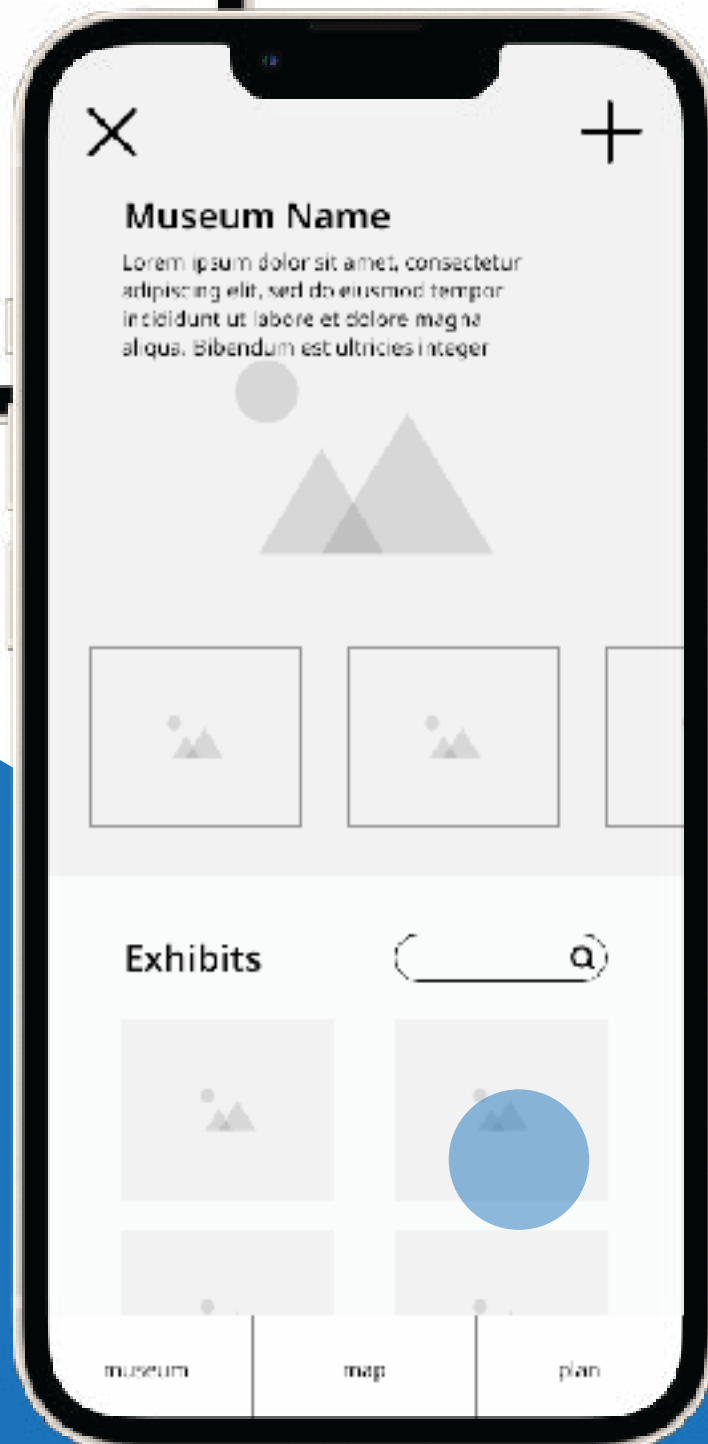 Museum Name
Lorem ipsum dolor sit amet, consectetur
adipiscing elit, sed do eiusmod tempor
incididunt ut labore et dolore magna
aliqua. Bibendum est ultricies integer
Exhibits
museum map plan